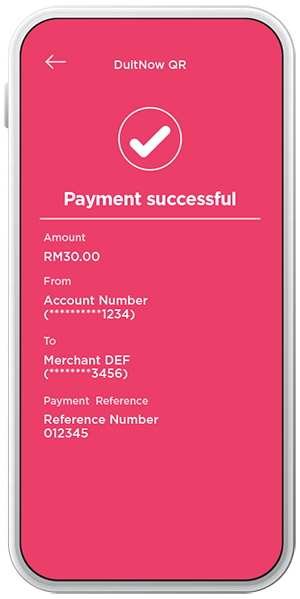 DuitNow QR
Payment successful
Amount
RM30.00
From
Account Number
(**********1234)
To
Merchant DEF
(********3456)
Payment Reference
Reference Number
012345